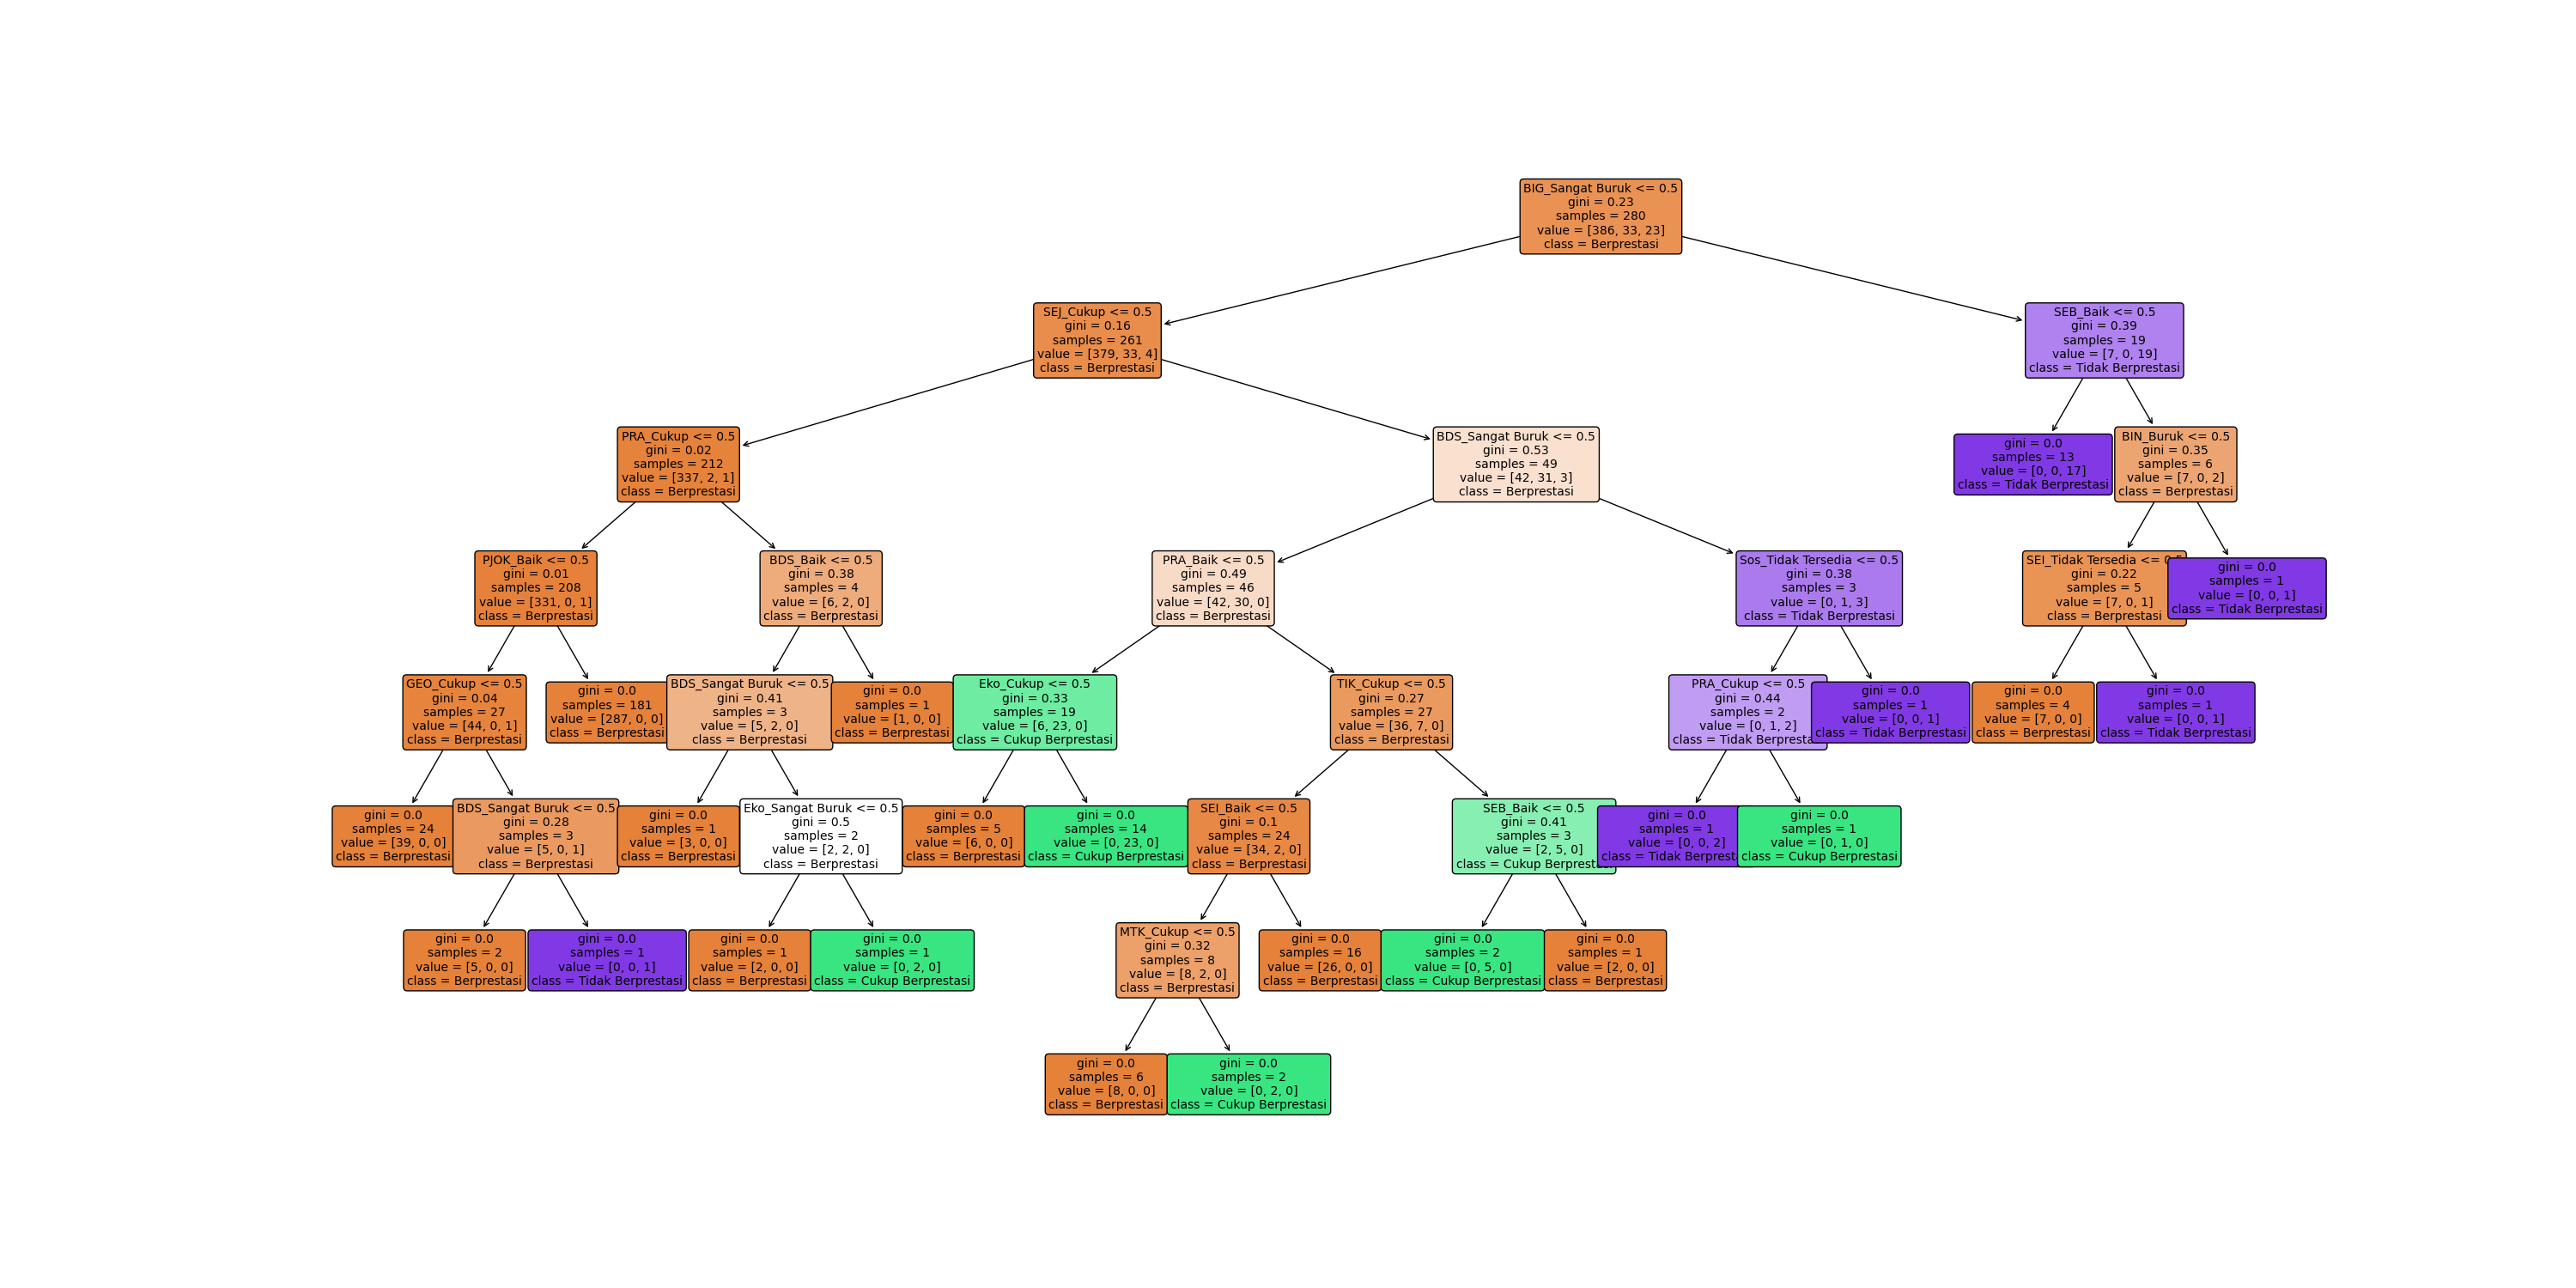 BIG_Sangat Buruk <= 0.5
gini = 0.23
samples = 280
value = [386, 33, 23]
class = Berprestasi
SEJ_Cukup <= 0.5
gini = 0.16
samples = 261
value = [379, 33, 4]
class = Berprestasi
SEB_Baik <= 0.5
gini = 0.39
samples = 19
value = [7, 0, 19]
class = Tidak Berprestasi
PRA_Cukup <= 0.5
gini = 0.02
samples = 212
value = [337, 2, 1]
class = Berprestasi
BDS_Sangat Buruk <= 0.5
gini = 0.53
samples = 49
value = [42, 31, 3]
class = Berprestasi
gini = 0.0
samples = 13
value = [0, 0, 17]
class = Tidak Berprestasi
BIN_Buruk <= 0.5
gini = 0.35
samples = 6
value = [7, 0, 2]
class = Berprestasi
PJOK_Baik <= 0.5
gini = 0.01
samples = 208
value = [331, 0, 1]
class = Berprestasi
BDS_Baik <= 0.5
gini = 0.38
samples = 4
value = [6, 2, 0]
class = Berprestasi
PRA_Baik <= 0.5
gini = 0.49
samples = 46
value = [42, 30, 0]
class = Berprestasi
Sos_Tidak Tersedia <= 0.5
gini = 0.38
samples = 3
value = [0, 1, 3]
class = Tidak Berprestasi
SEI_Tidak Tersedia <=
gini = 0.22
samples = 5
value = [7, 0, 1]
class = Berprestasi
gini = 0.0
samples = 1
value = [0, 0, 1]
class = Tidak Berprestasi
GEO_Cukup <= 0.5
gini = 0.04
samples = 27
value = [44, 0, 1]
class = Berprestasi
gini = 0.0
samples = 181
value = [287, 0, 0]
class = Berprestasi
BDS_Sangat Buruk <= 0.5
gini = 0.41
samples = 3
value = [5, 2, 0]
class = Berprestasi
gini = 0.0
samples = 1
value = [1, 0, 0]
class = Berprestasi
Eko_Cukup <= 0.5
gini = 0.33
samples = 19
value = [6, 23, 0]
class = Cukup Berprestasi
TIK_Cukup <= 0.5
gini = 0.27
samples = 27
value = [36, 7, 0]
class = Berprestasi
PRA_Cukup <= 0.5
gini = 0.44
samples = 2
value = [0, 1, 2]
class = Tidak
gini = 0.0
samples = 1
value = [0, 0, 1]
class = Tidak Berprestasi
gini = 0.0
samples = 4
value = [7, 0, 0]
class = Berprestasi
gini = 0.0
samples = 1
value = [0, 0, 1]
class = Tidak Berprestasi
gini = 0.0
samples = 24
value = [39, 0, 0]
class = Berprestasi
BDS_Sangat Buruk <= 0.5
gini = 0.28
samples = 3
value = [5, 0, 1]
class = Berprestasi
gini = 0.0
samples = 1
value = [3, 0, 0]
class = Berprestasi
Eko_Sangat Buruk <= 0.5
gini = 0.5
samples = 2
value = [2, 2, 0]
class = Berprestasi
gini = 0.0
samples = 5
value = [6, 0, 0]
class = Berprestasi
gini = 0.0
samples = 14
value = [0, 23, 0]
class = Cukup Berprestasi
SEI_Baik <= 0.5
gini = 0.1
samples = 24
value = [34, 2, 0]
class = Berprestasi
SEB_Baik <= 0.5
gini = 0.41
samples = 3
value = [2, 5, 0]
class = Cukup
gini = 0.0
samples = 1
value = [0, 0, 2]
class = Tidak
gini = 0.0
samples = 1
value = [0, 1, 0]
class = Cukup Berprestasi
gini = 0.0
samples = 2
value = [5, 0, 0]
class = Berprestasi
gini = 0.0
samples = 1
value = [0, 0, 1]
class = Tidak Berprestasi
gini = 0.0
samples = 1
value = [2, 0, 0]
class = Berprestasi
gini = 0.0
samples = 1
value = [0, 2, 0]
class = Cukup Berprestasi
MTK_Cukup <= 0.5
gini = 0.32
samples = 8
value = [8, 2, 0]
class = Berprestasi
gini = 0.0
samples = 16
value = [26, 0, 0]
class = Berprestasi
gini = 0.0
samples = 2
value = [0, 5, 0]
class = Cukup Berprestasi
gini = 0.0
samples = 1
value = [2, 0, 0]
class = Berprestasi
gini = 0.0
samples = 6
value = [8, 0, 0]
class = Berprestasi
gini = 0.0
samples = 2
value = [0, 2, 0]
class = Cukup Berprestasi